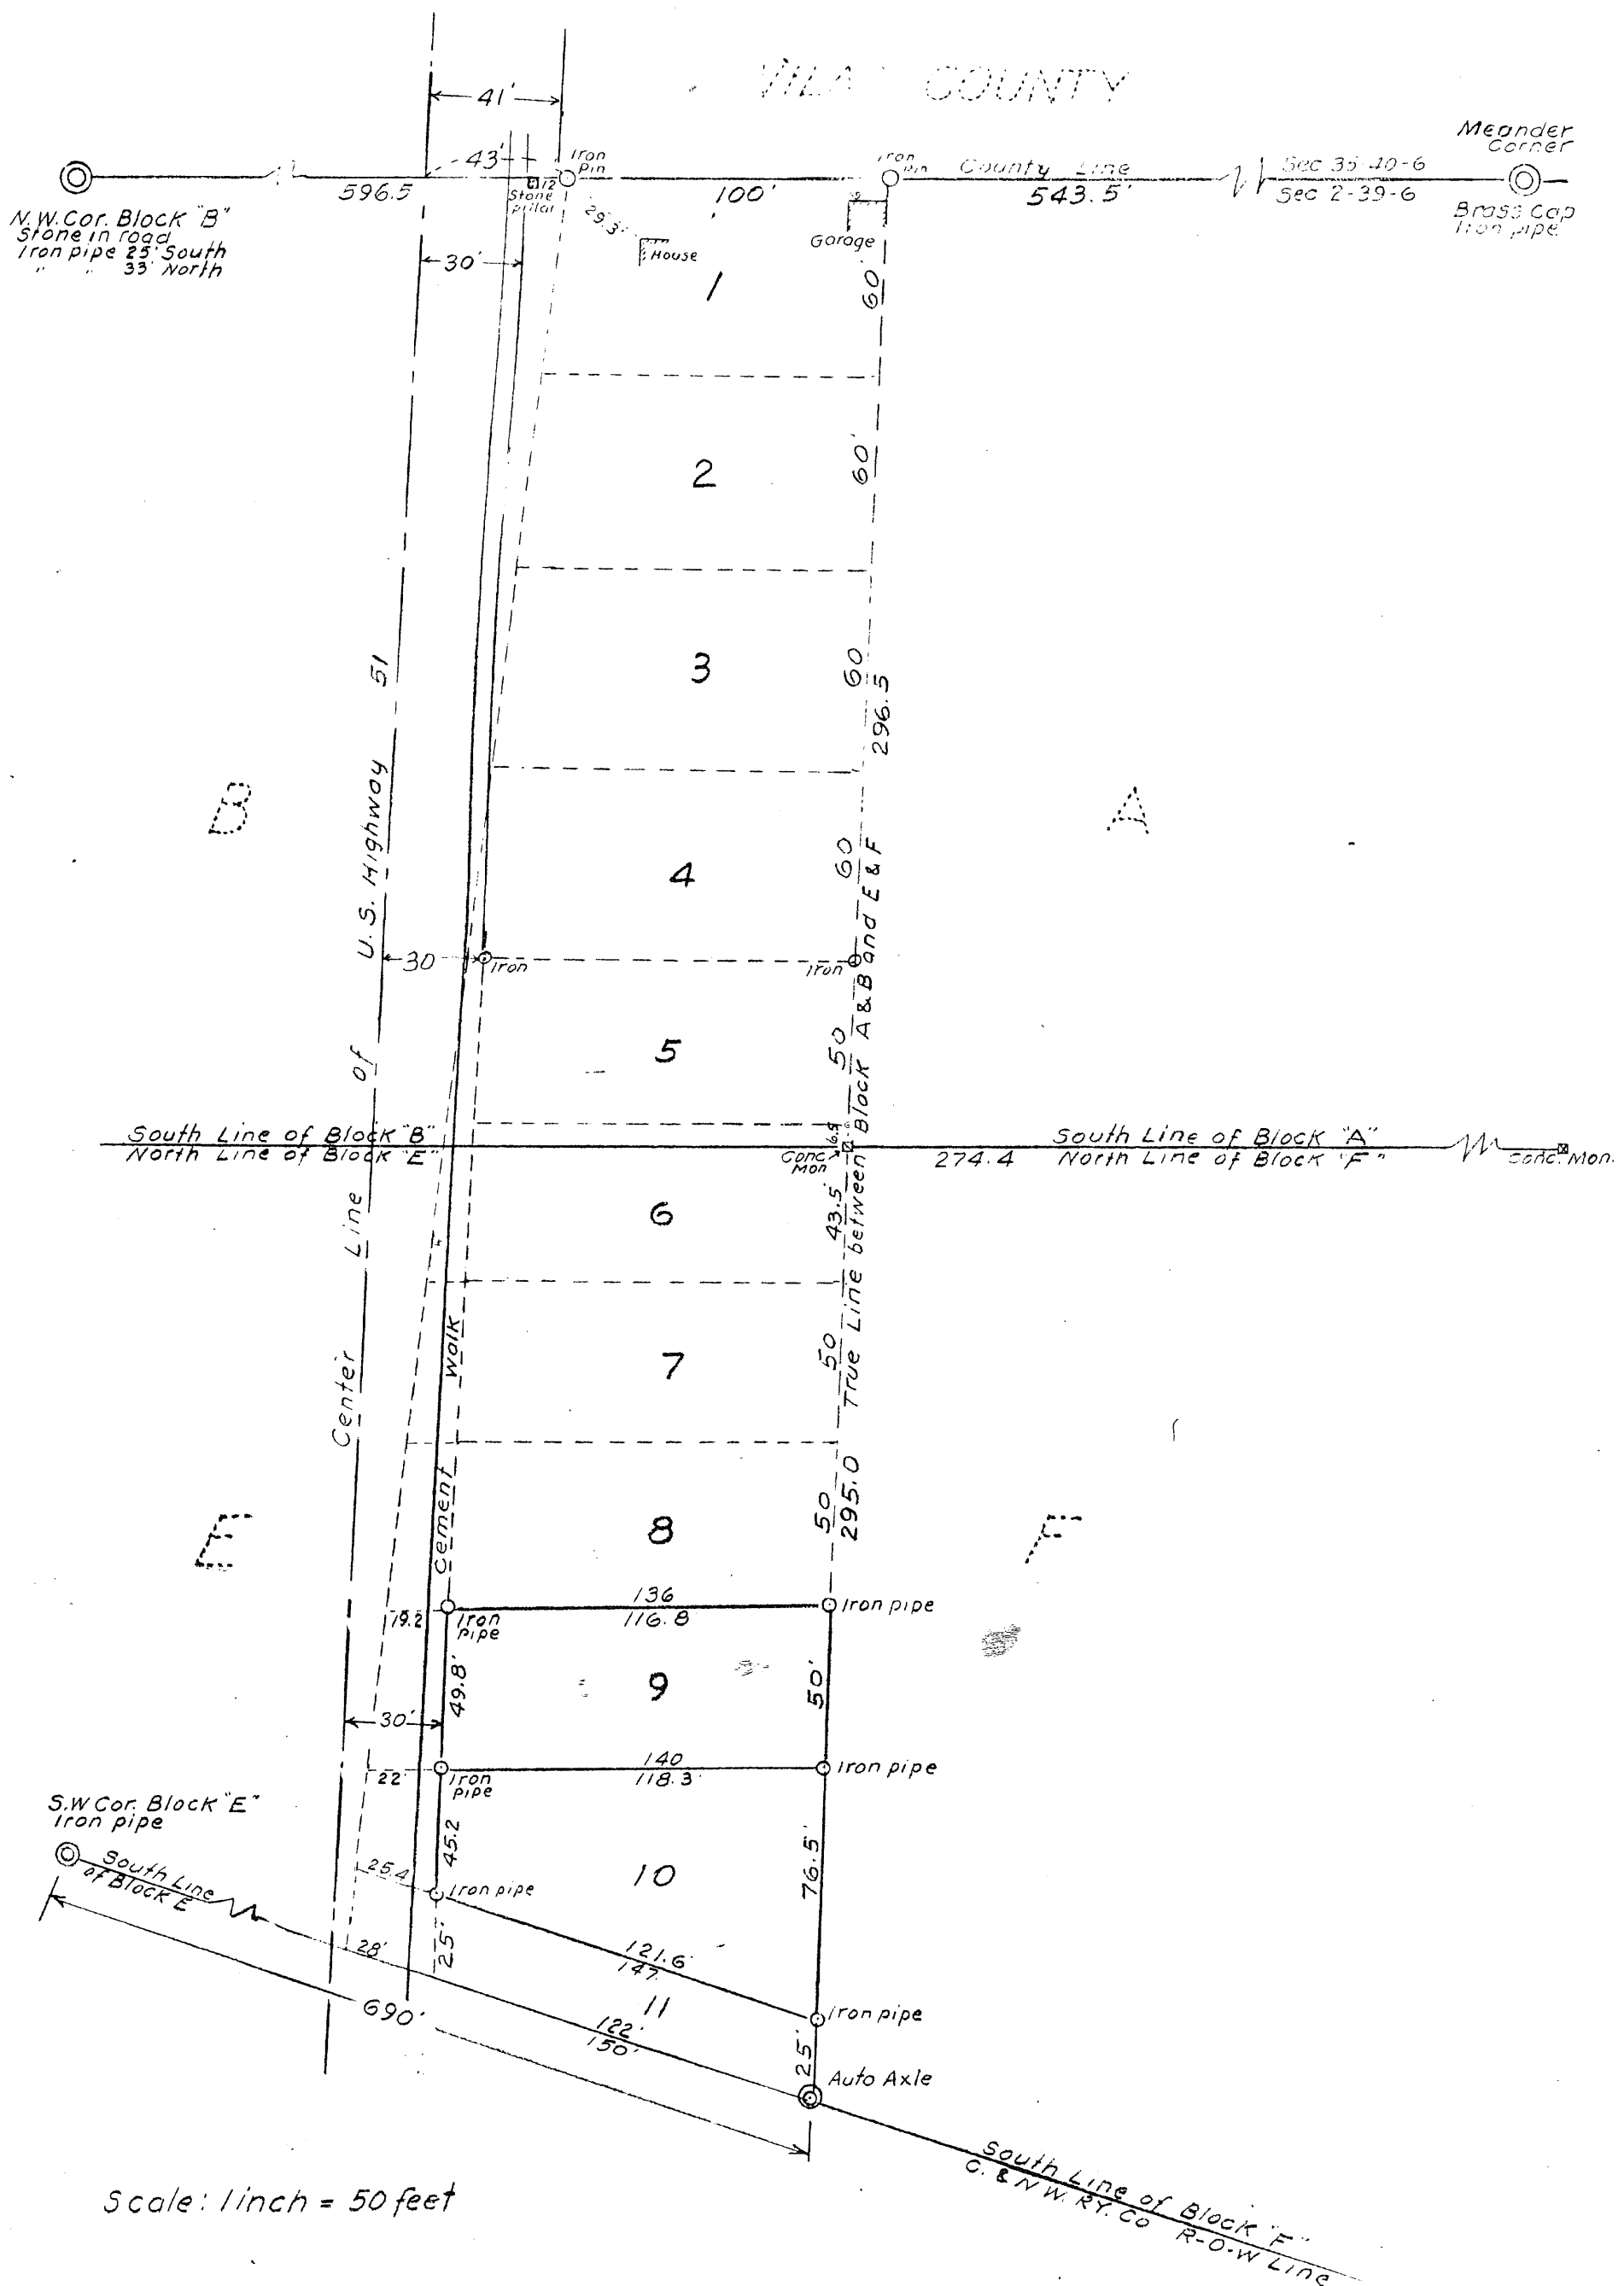 VILA COUNTY
41'
Meander
Corner
43'
Iron
Pin
Iron
Pin
County Line
Sec 35-40-6
596.5
12
Stone
pillar
100'
543.5'
Sec 2-39-6
N.W. Cor. Block "B"
Stone in road
Iron pipe 25' South
" " 33' North
29.3'
Garage
Brass Cap
Iron pipe
House
30'
1
60'
2
60'
51
3
60
296.5
U.S. Highway
B
A
4
60
30
Iron
Iron
of
5
50
South Line of Block "B"
North Line of Block "E"
6.5
Conc.
Mon
274.4
South Line of Block "A"
North Line of Block "F"
Conc. Mon.
True Line between Block A & B and E & F
Center Line
6
43.5'
7
50
walk
Cement
E
8
50
295.0
F
136
116.8
19.2
Iron
pipe
Iron pipe
49.8'
9
50'
30'
140
118.3'
22'
Iron
pipe
Iron pipe
S.W Cor. Block "E"
Iron pipe
South Line
of Block E
45.2
10
76.5'
25.4
Iron pipe
28'
25'
121.6'
147.
690'
11
Iron pipe
122'
150'
25'
Auto Axle
South Line of Block "F"
C. & N W. RY. CO R-O-W Line
Scale: 1 inch = 50 feet